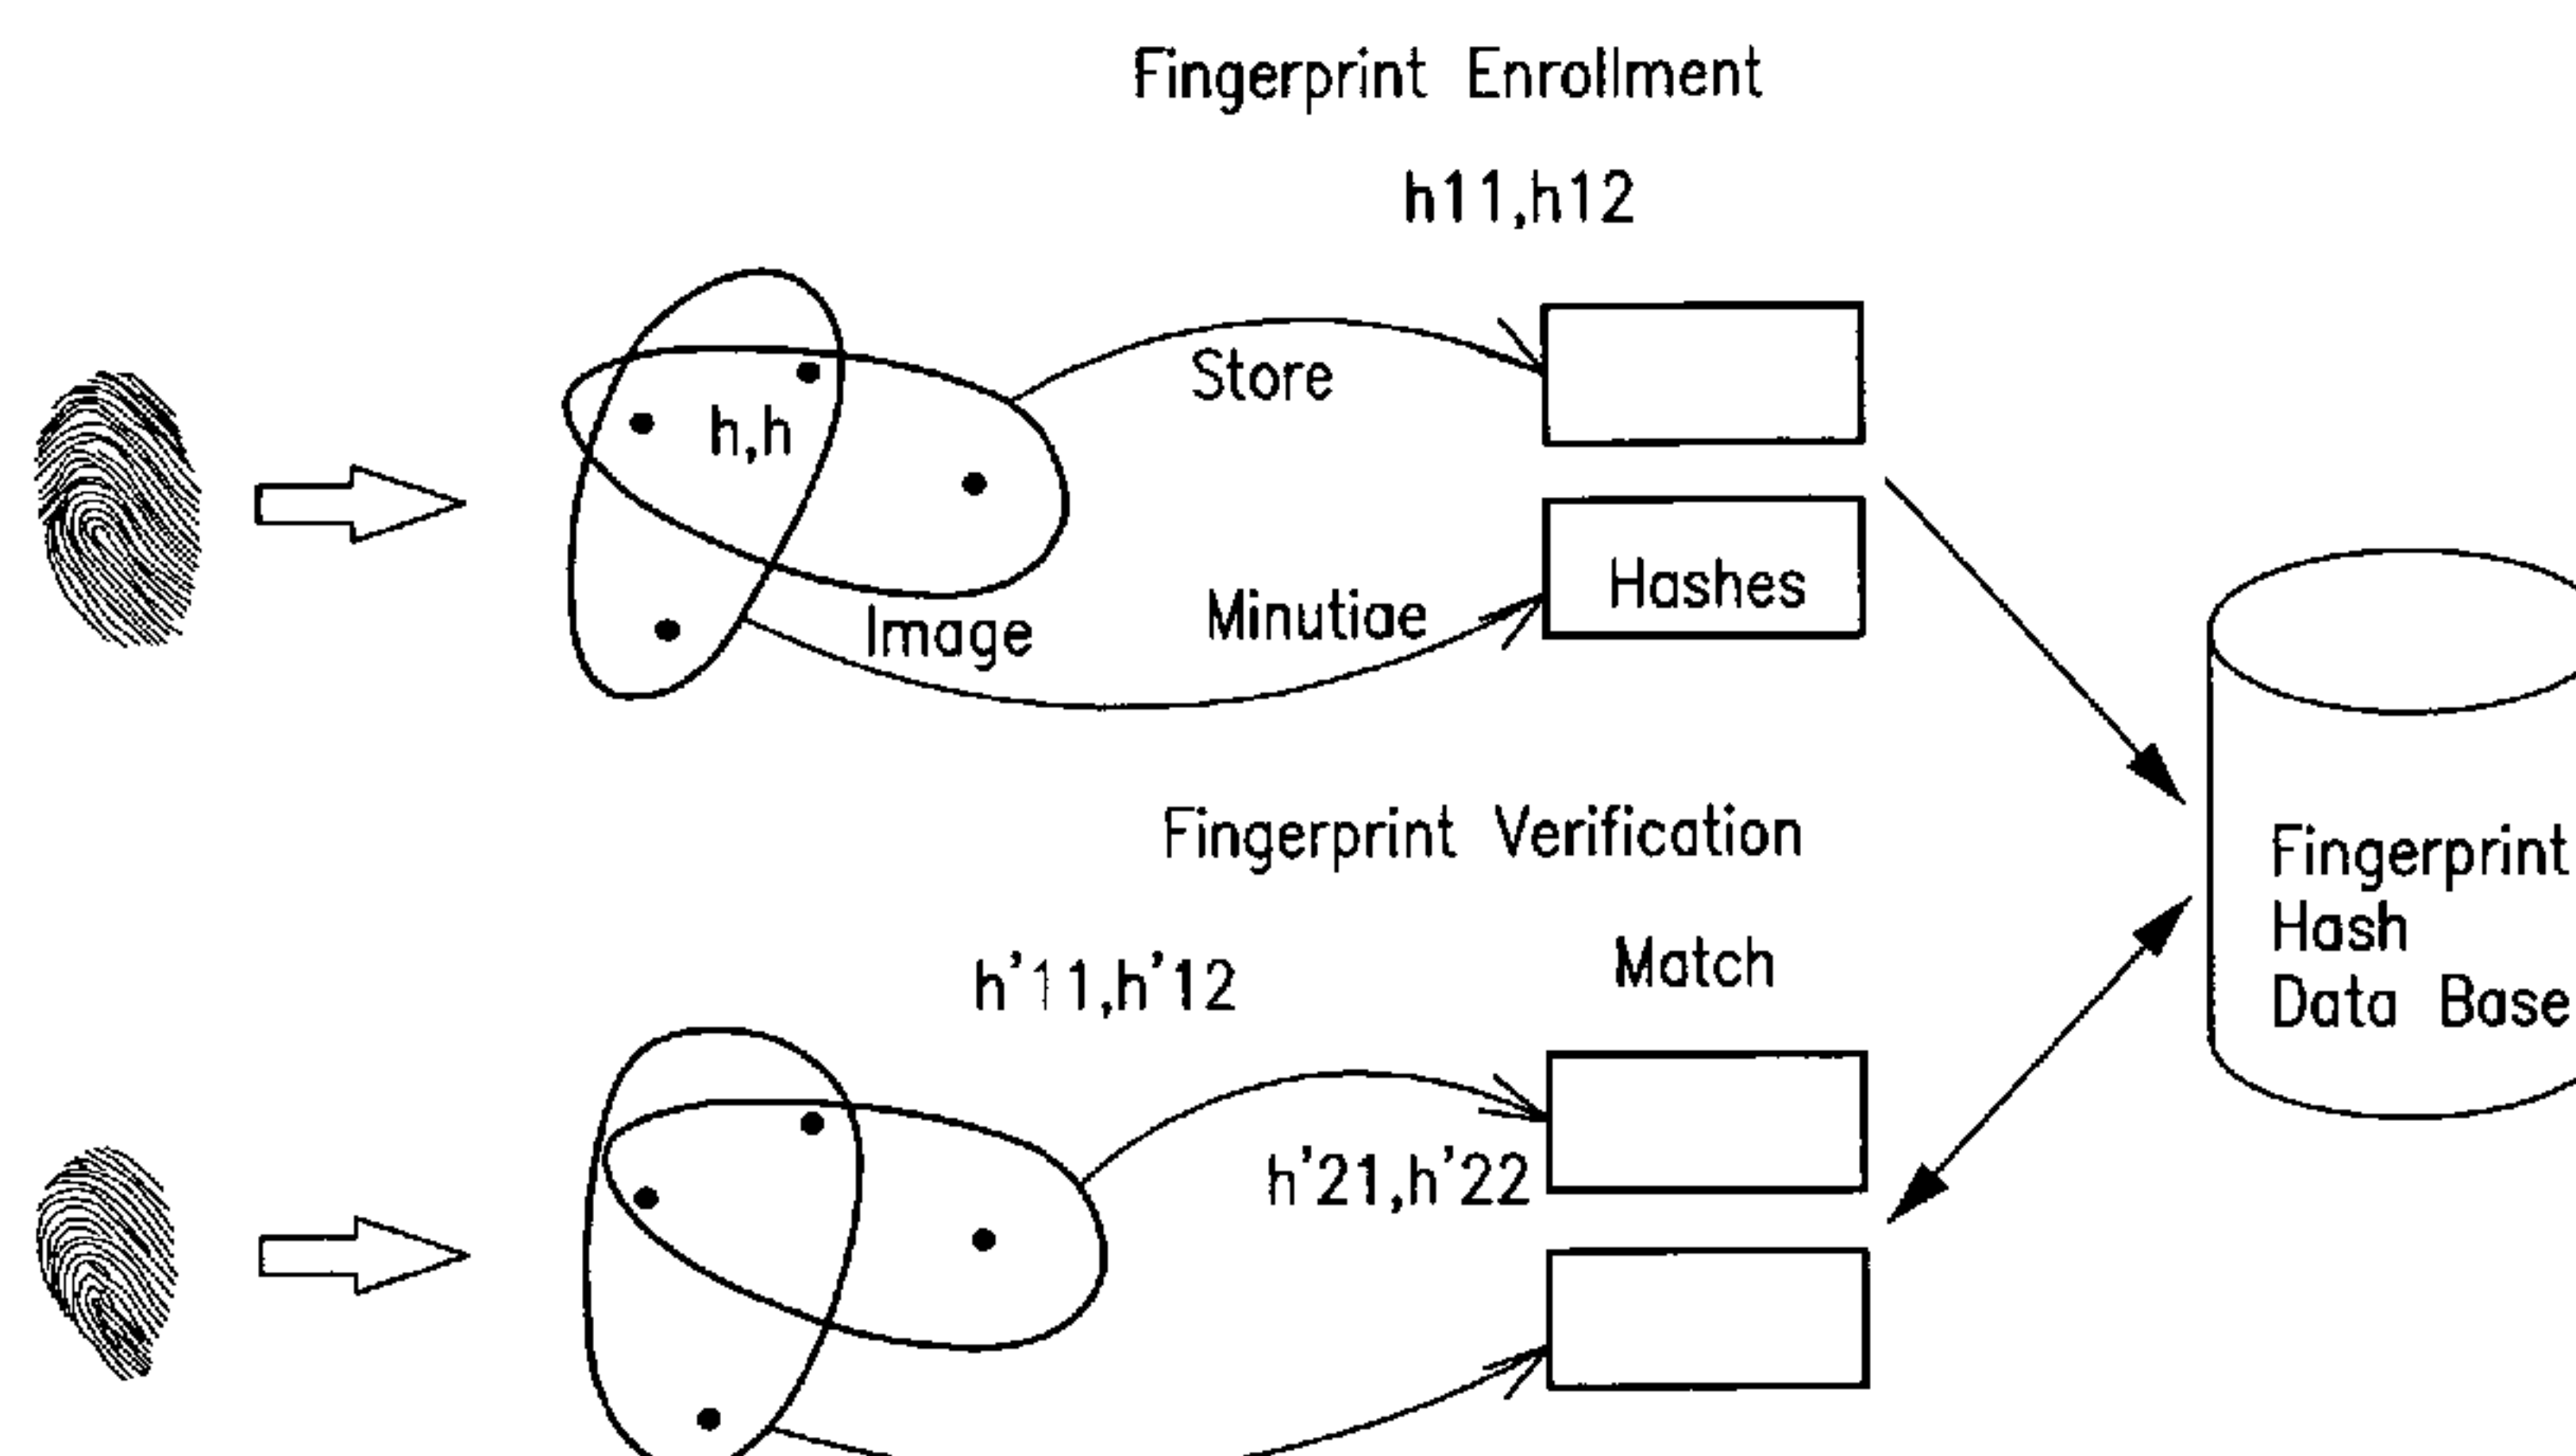 Fingerprint Enrollment
h11,h12
Store
h,h
Hashes
Image
Minutiae
Fingerprint Verification
Fingerprint
Hash
Data Base
h'11,h'12
Match
h'21,h'22